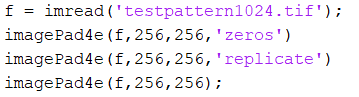 f = imread('testpattern1024.tif');
imagePad4e(f,256,256,'zeros')
imagePad4e(f,256,256,'replicate')
imagePad4e(f,256,256);